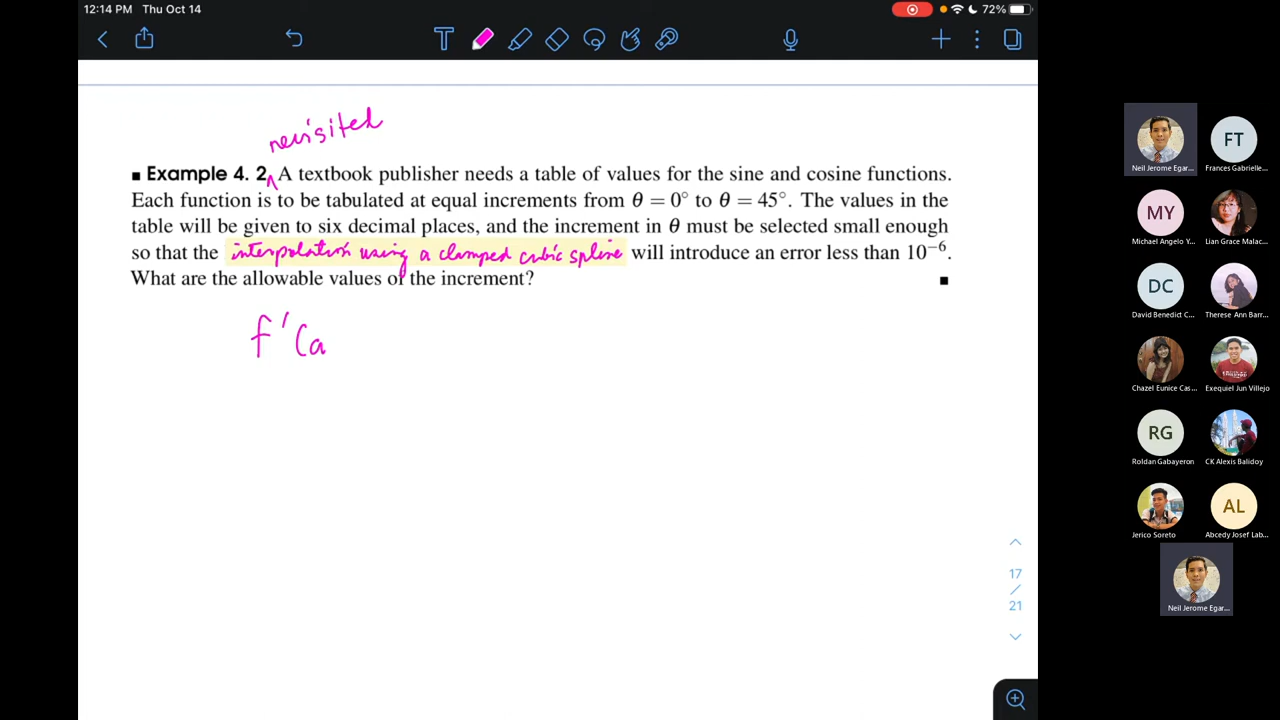 12:14 PM Thu Oct 14
72%
T
revisited
■ Example 4. 2 A textbook publisher needs a table of values for the sine and cosine functions.
Each function is to be tabulated at equal increments from θ = 0° to θ = 45°. The values in the
table will be given to six decimal places, and the increment in θ must be selected small enough
so that the interpolation using a clamped cubic spline will introduce an error less than 10⁻⁶.
What are the allowable values of the increment? ■
f'(a
17
/
21
Neil Jerome Egar...
FT
Frances Gabrielle...
MY
Michael Angelo Y...
Lian Grace Malac...
DC
David Benedict C...
Therese Ann Barr...
Chazel Eunice Cas...
Exequiel Jun Villejo
RG
Roldan Gabayeron
CK Alexis Balidoy
Jerico Soreto
AL
Abcedy Josef Lab...
Neil Jerome Egar...